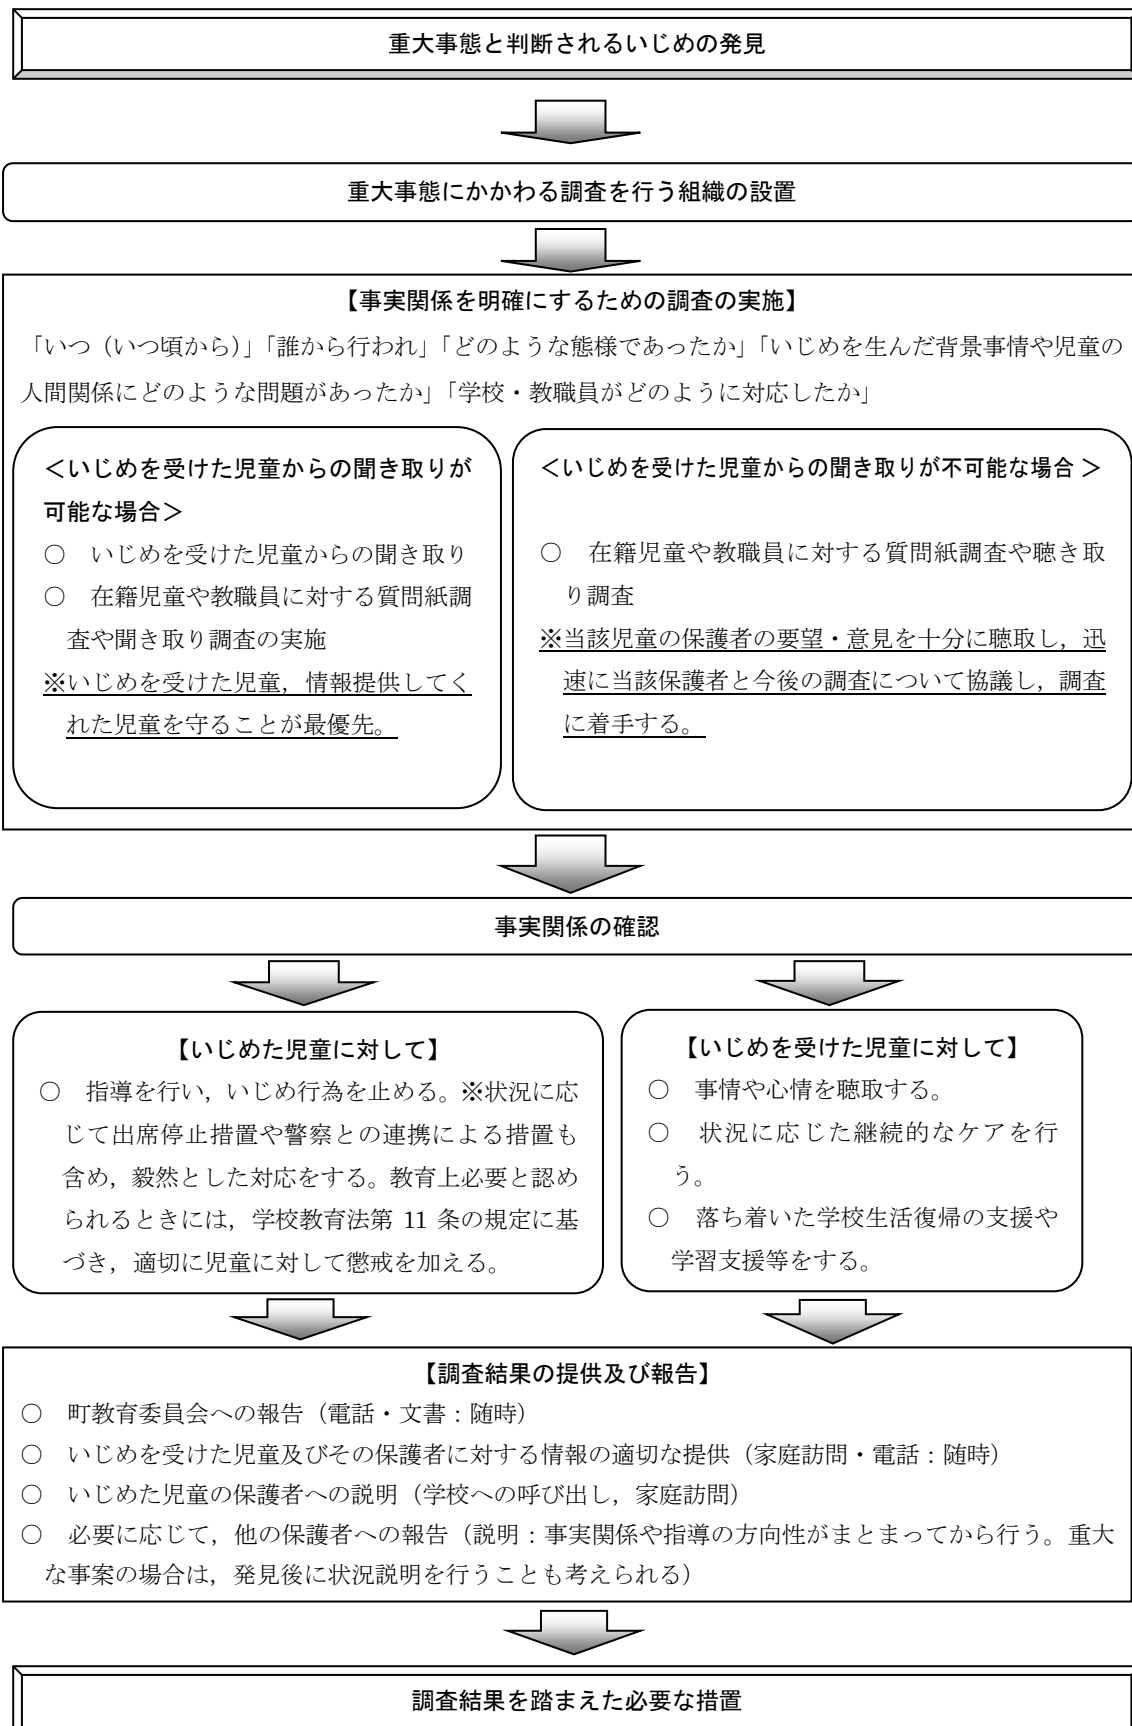 重大事態と判断されるいじめの発見
重大事態にかかわる調査を行う組織の設置
【事実関係を明確にするための調査の実施】
「いつ（いつ頃から）」「誰から行われ」「どのような態様であったか」「いじめを生んだ背景事情や児童の
人間関係にどのような問題があったか」「学校・教職員がどのように対応したか」
＜いじめを受けた児童からの聞き取りが
可能な場合＞
○　いじめを受けた児童からの聞き取り
○　在籍児童や教職員に対する質問紙調
査や聞き取り調査の実施
※いじめを受けた児童，情報提供してく
れた児童を守ることが最優先。
＜いじめを受けた児童からの聞き取りが不可能な場合＞
○　在籍児童や教職員に対する質問紙調査や聴き取
り調査
※当該児童の保護者の要望・意見を十分に聴取し，迅
速に当該保護者と今後の調査について協議し，調査
に着手する。
事実関係の確認
【いじめた児童に対して】
○　指導を行い，いじめ行為を止める。※状況に応
じて出席停止措置や警察との連携による措置も
含め，毅然とした対応をする。教育上必要と認め
られるときには，学校教育法第 11 条の規定に基
づき，適切に児童に対して懲戒を加える。
【いじめを受けた児童に対して】
○　事情や心情を聴取する。
○　状況に応じた継続的なケアを行
う。
○　落ち着いた学校生活復帰の支援や
学習支援等をする。
【調査結果の提供及び報告】
○　町教育委員会への報告（電話・文書：随時）
○　いじめを受けた児童及びその保護者に対する情報の適切な提供（家庭訪問・電話：随時）
○　いじめた児童の保護者への説明（学校への呼び出し，家庭訪問）
○　必要に応じて，他の保護者への報告（説明：事実関係や指導の方向性がまとまってから行う。重大
な事案の場合は，発見後に状況説明を行うことも考えられる）
調査結果を踏まえた必要な措置